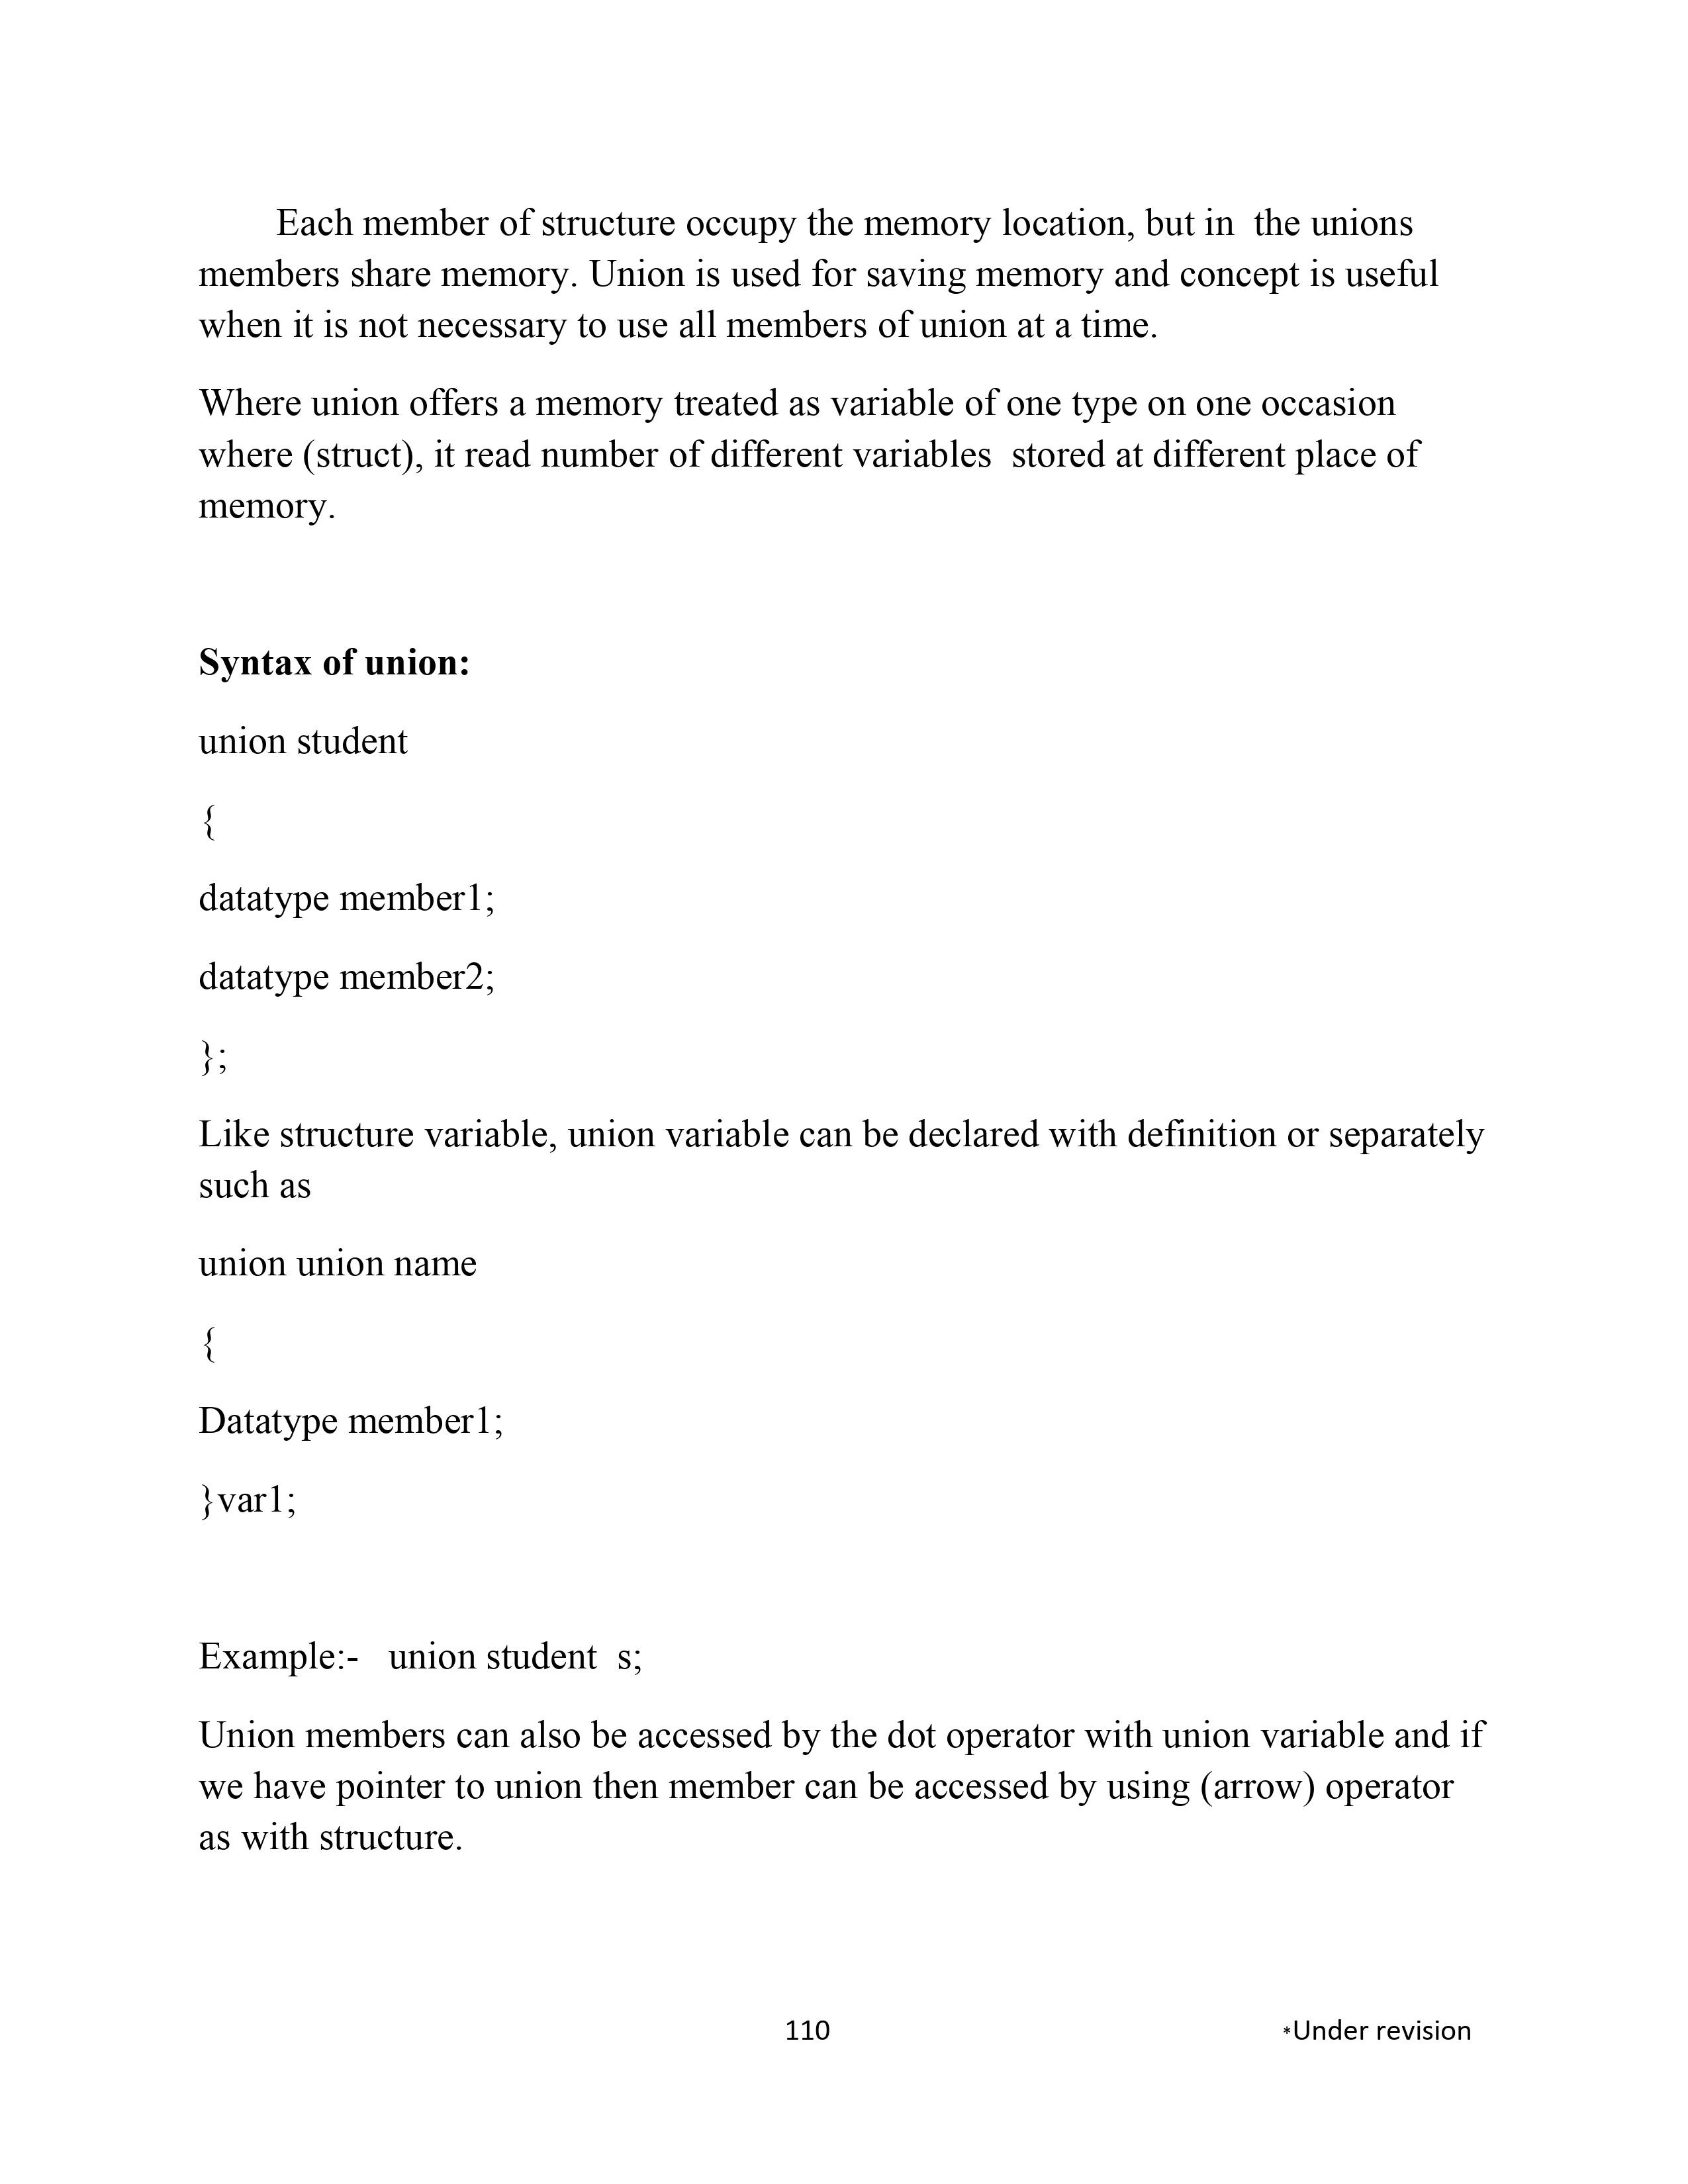 Each member of structure occupy the memory location, but in  the unions
members share memory. Union is used for saving memory and concept is useful
when it is not necessary to use all members of union at a time.
Where union offers a memory treated as variable of one type on one occasion
where (struct), it read number of different variables  stored at different place of
memory.
Syntax of union:
union student
{
datatype member1;
datatype member2;
};
Like structure variable, union variable can be declared with definition or separately
such as
union union name
{
Datatype member1;
}var1;
Example:-   union student  s;
Union members can also be accessed by the dot operator with union variable and if
we have pointer to union then member can be accessed by using (arrow) operator
as with structure.
110 *Under revision